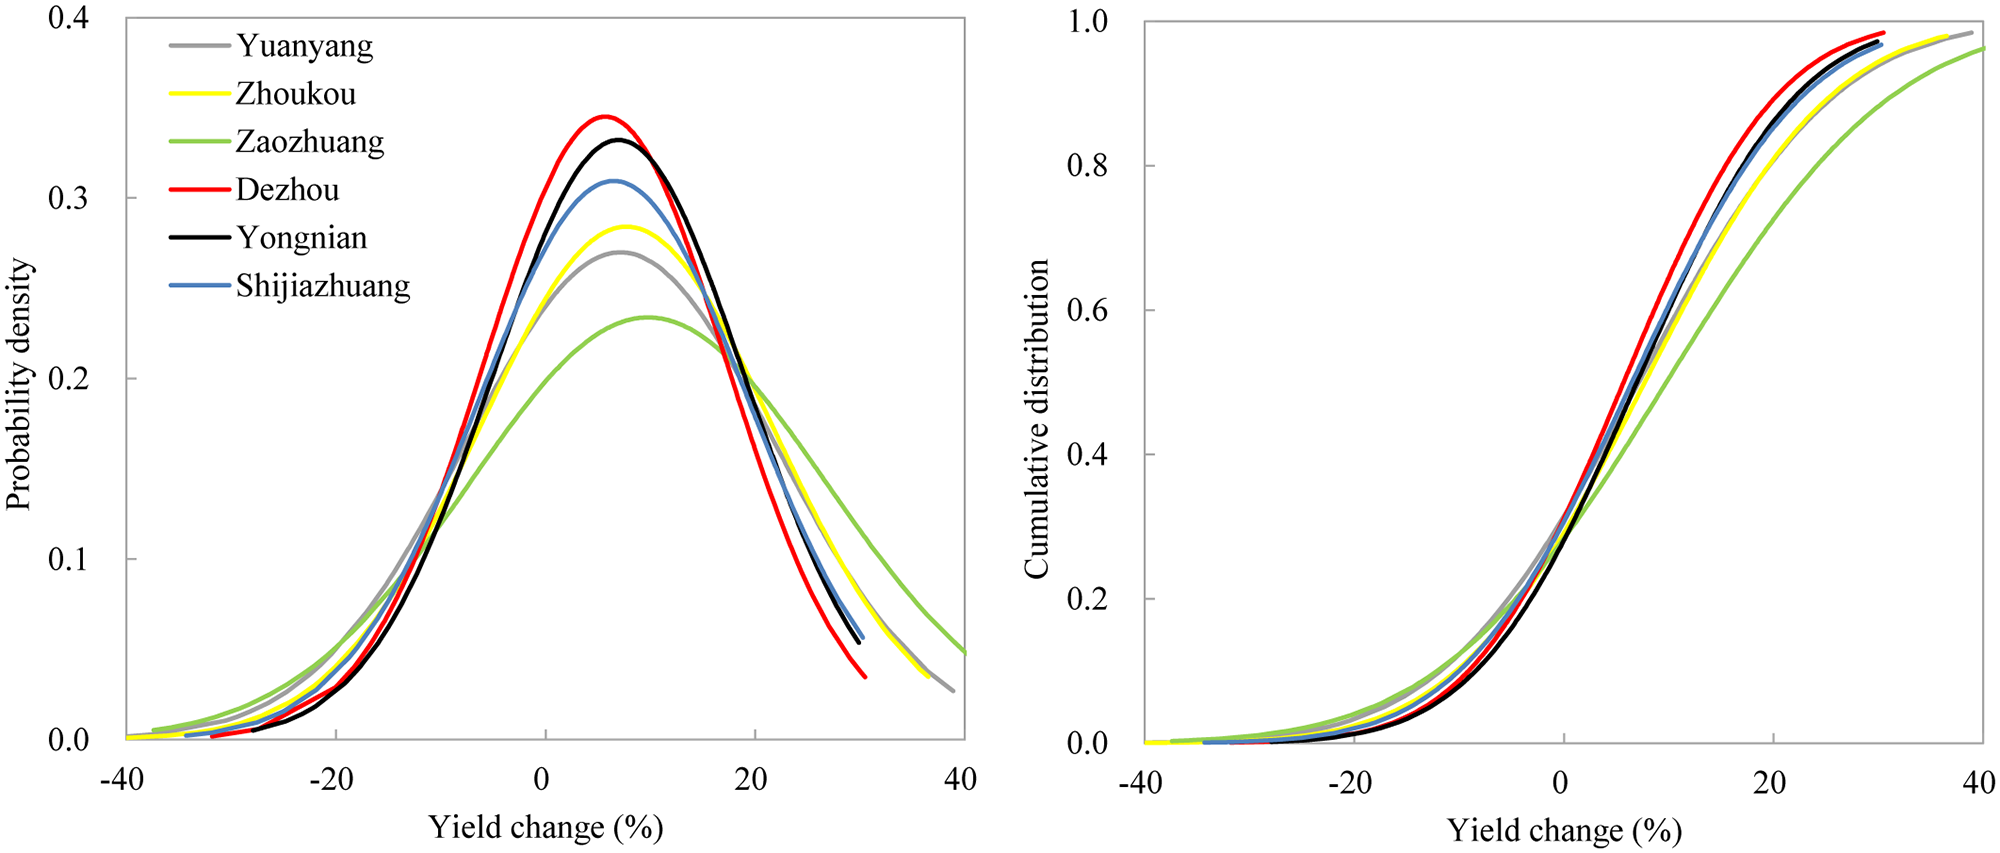 0.4
0.3
0.2
0.1
0.0
Probability density
Yuanyang
Zhoukou
Zaozhuang
Dezhou
Yongnian
Shijiazhuang
-40 -20 0 20 40
Yield change (%)
1.0
0.8
0.6
0.4
0.2
0.0
Cumulative distribution
-40 -20 0 20 40
Yield change (%)